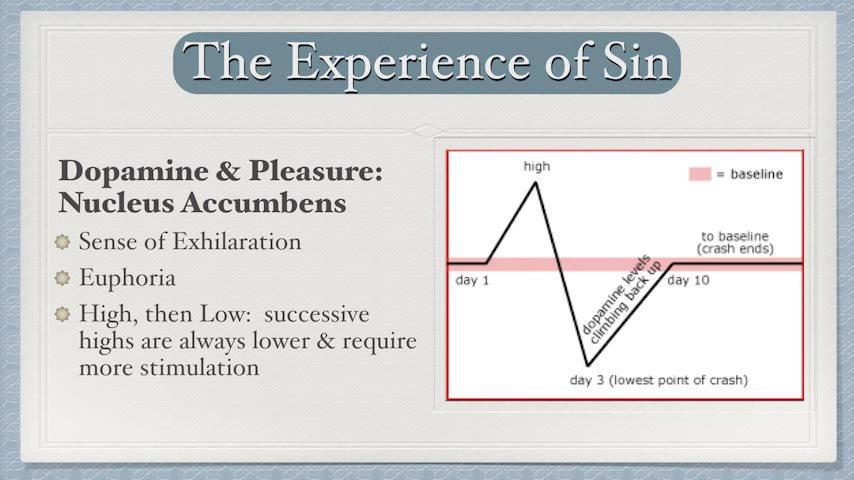 The Experience of Sin
Dopamine & Pleasure:
Nucleus Accumbens
Sense of Exhilaration
Euphoria
High, then Low:  successive
highs are always lower & require
more stimulation
high
= baseline
to baseline
(crash ends)
day 1
dopamine levels
climbing back up
day 10
day 3 (lowest point of crash)